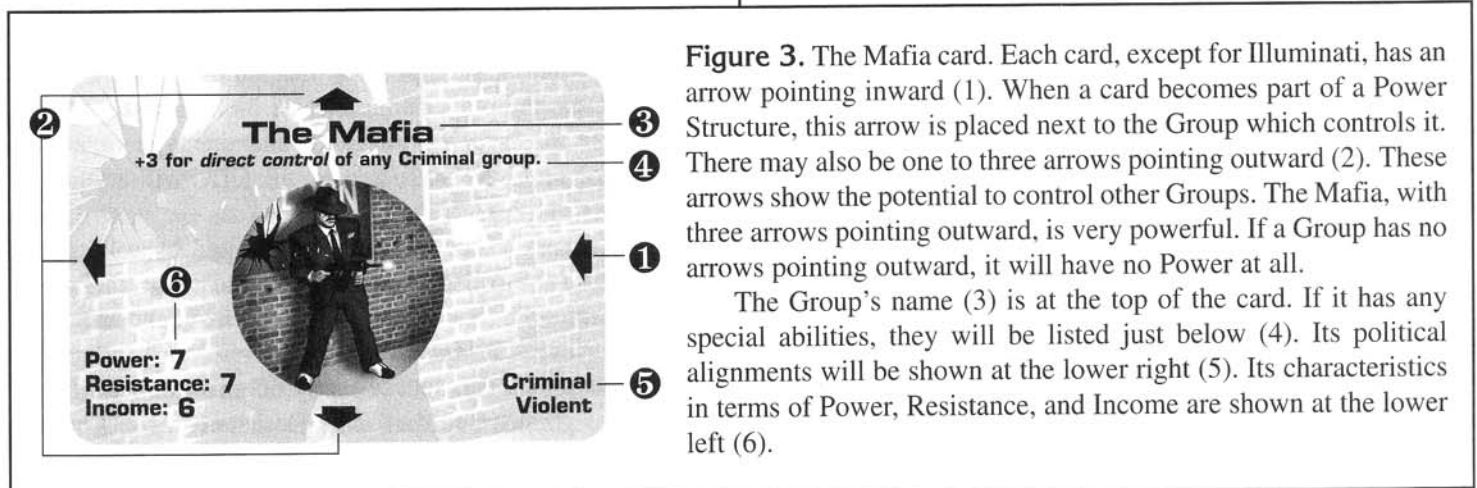 ❷
The Mafia
❸
+3 for direct control of any Criminal group.
❹
❶
❻
Power: 7
Resistance: 7
Income: 6
Criminal
Violent
❺
Figure 3. The Mafia card. Each card, except for Illuminati, has an
arrow pointing inward (1). When a card becomes part of a Power
Structure, this arrow is placed next to the Group which controls it.
There may also be one to three arrows pointing outward (2). These
arrows show the potential to control other Groups. The Mafia, with
three arrows pointing outward, is very powerful. If a Group has no
arrows pointing outward, it will have no Power at all.
The Group's name (3) is at the top of the card. If it has any
special abilities, they will be listed just below (4). Its political
alignments will be shown at the lower right (5). Its characteristics
in terms of Power, Resistance, and Income are shown at the lower
left (6).